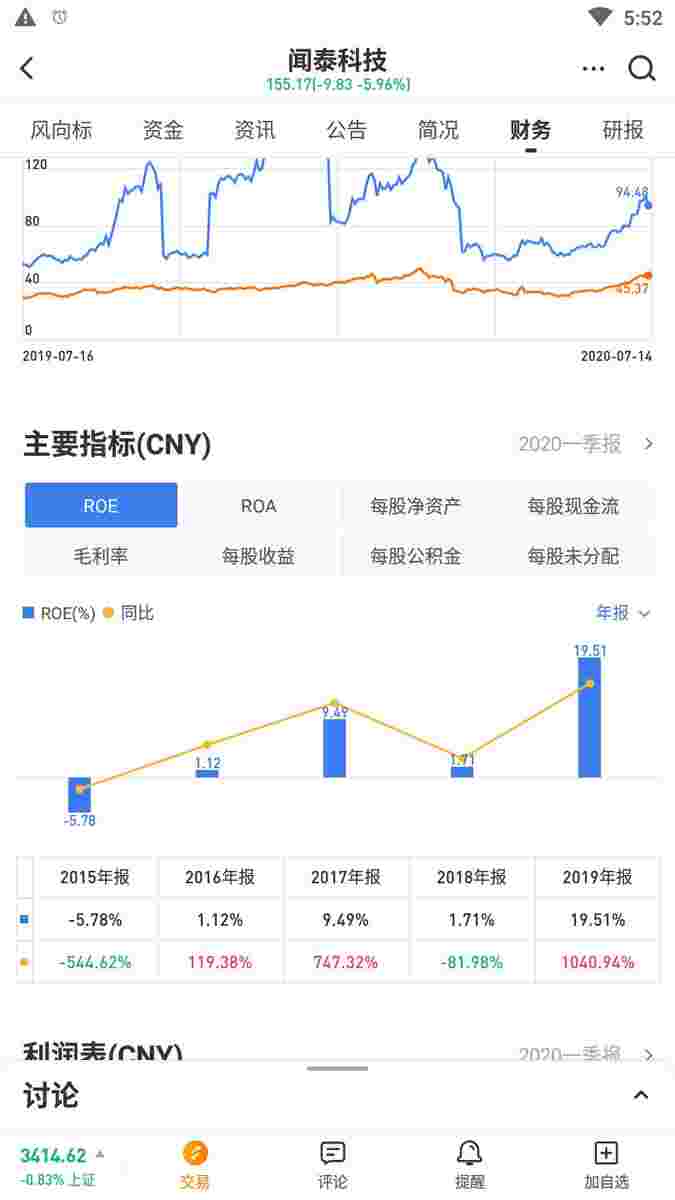 5:52
闻泰科技
155.17(-9.83 -5.96%)
风向标 资金 资讯 公告 简况 财务 研报
120
94.48
80
40
45.37
0
2019-07-16 2020-07-14
主要指标(CNY) 2020一季报
ROE ROA 每股净资产 每股现金流
毛利率 每股收益 每股公积金 每股未分配
ROE(%) 同比 年报
19.51
9.49
1.12 1.71
-5.78
2015年报 2016年报 2017年报 2018年报 2019年报
-5.78% 1.12% 9.49% 1.71% 19.51%
-544.62% 119.38% 747.32% -81.98% 1040.94%
利润表(CNY) 2020一季报
讨论
3414.62
-0.83% 上证
交易 评论 提醒 加自选